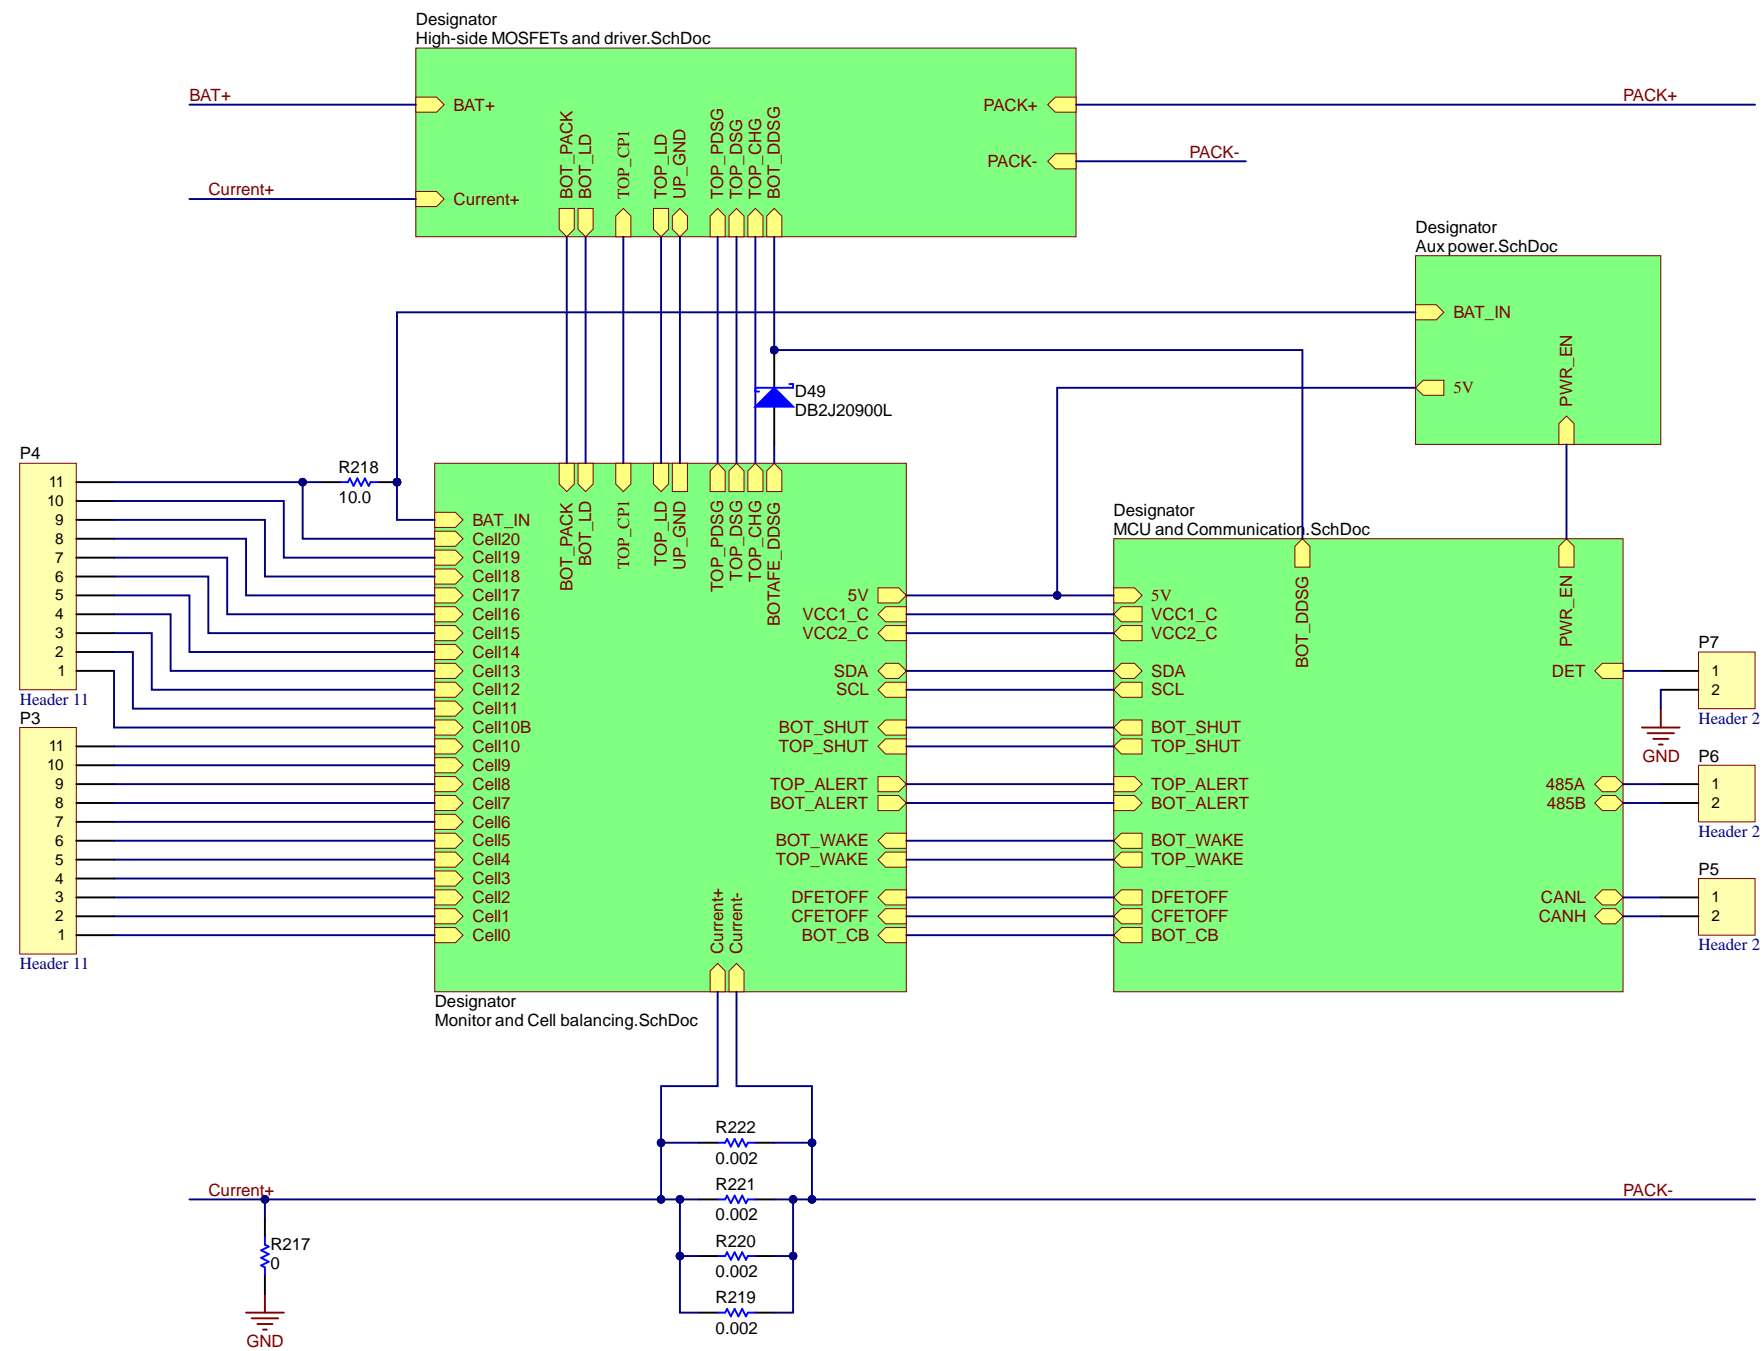 Designator
High-side MOSFETs and driver.SchDoc
BAT+
BAT+
PACK+
PACK+
PACK-
PACK-
Current+
Current+
BOT_PACK
BOT_LD
TOP_CP1
TOP_LD
UP_GND
TOP_PDSG
TOP_DSG
TOP_CHG
BOT_DDSG
Designator
Aux power.SchDoc
BAT_IN
5V
PWR_EN
D49
DB2J20900L
P4
11
10
9
8
7
6
5
4
3
2
1
Header 11
R218
10.0
P3
11
10
9
8
7
6
5
4
3
2
1
Header 11
BAT_IN
Cell20
Cell19
Cell18
Cell17
Cell16
Cell15
Cell14
Cell13
Cell12
Cell11
Cell10B
Cell10
Cell9
Cell8
Cell7
Cell6
Cell5
Cell4
Cell3
Cell2
Cell1
Cell0
BOT_PACK
BOT_LD
TOP_CP1
TOP_LD
UP_GND
TOP_PDSG
TOP_DSG
TOP_CHG
BOTAFE_DDSG
5V
VCC1_C
VCC2_C
SDA
SCL
BOT_SHUT
TOP_SHUT
TOP_ALERT
BOT_ALERT
BOT_WAKE
TOP_WAKE
DFETOFF
CFETOFF
BOT_CB
Current+
Current-
Designator
Monitor and Cell balancing.SchDoc
Designator
MCU and Communication.SchDoc
5V
VCC1_C
VCC2_C
SDA
SCL
BOT_SHUT
TOP_SHUT
TOP_ALERT
BOT_ALERT
BOT_WAKE
TOP_WAKE
DFETOFF
CFETOFF
BOT_CB
BOT_DDSG
PWR_EN
DET
485A
485B
CANL
CANH
P7
1
2
Header 2
GND
P6
1
2
Header 2
P5
1
2
Header 2
R222
0.002
Current+
R221
0.002
PACK-
R220
0.002
R219
0.002
R217
0
GND